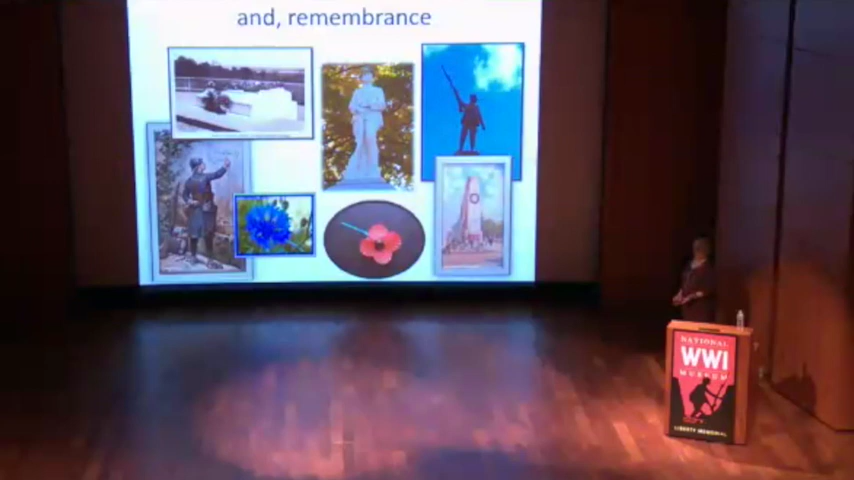 and, remembrance
NATIONAL
WWI
MUSEUM
LIBERTY MEMORIAL